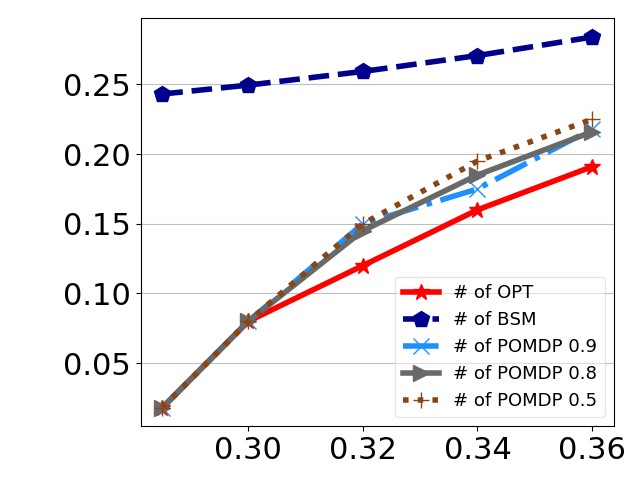 0.25
0.20
0.15
0.10
0.05
# of OPT
# of BSM
# of POMDP 0.9
# of POMDP 0.8
# of POMDP 0.5
0.30 0.32 0.34 0.36